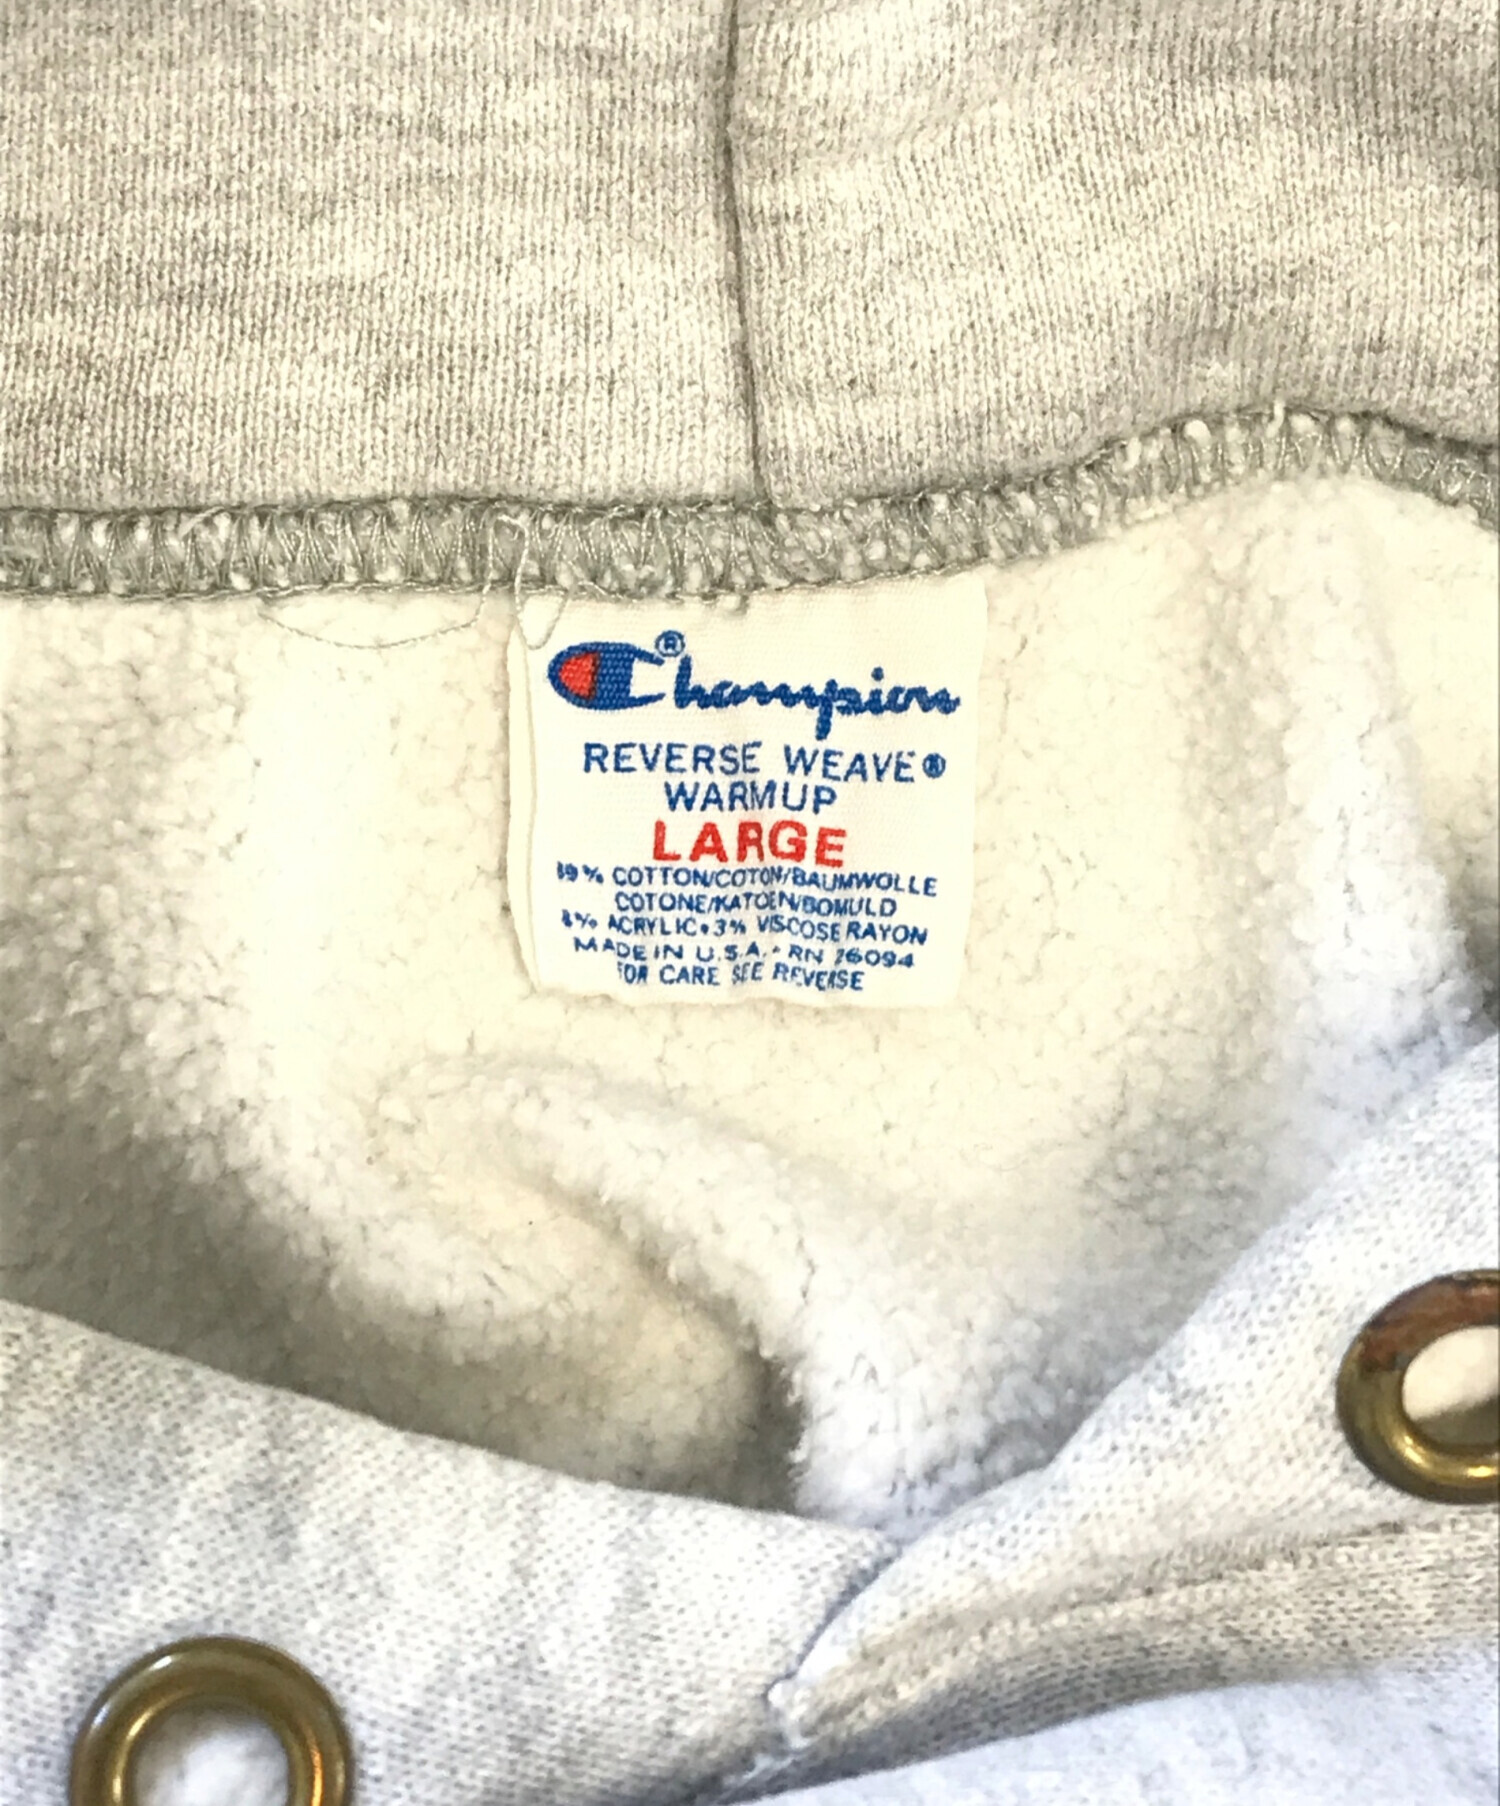 Champion®
REVERSE WEAVE®
WARMUP
LARGE
89% COTTON/COTON/BAUMWOLLE
COTONE/KATOEN/BOMULD
8% ACRYLIC•3% VISCOSE RAYON
MADE IN U.S.A.• RN 26094
FOR CARE SEE REVERSE